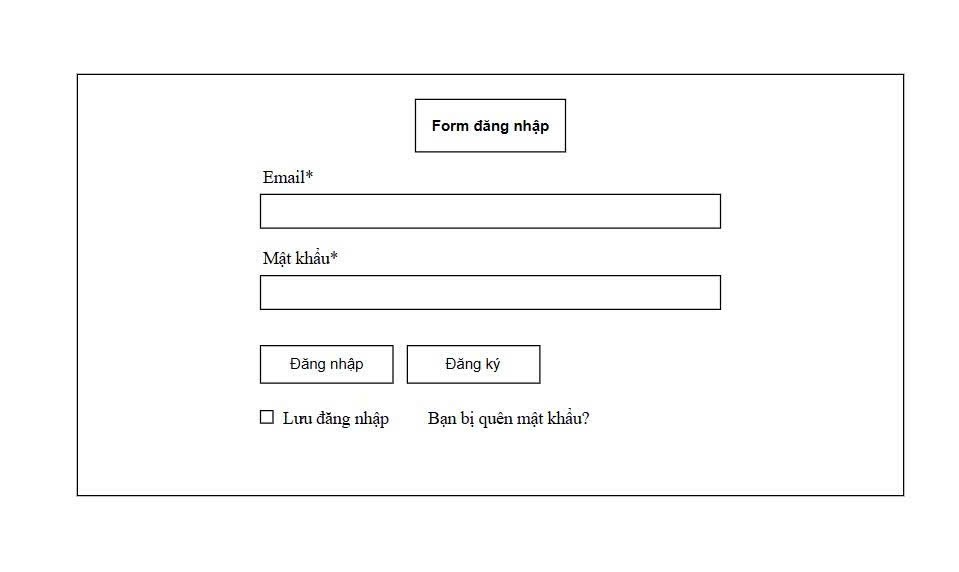 Form đăng nhập
Email*
Mật khẩu*
Đăng nhập
Đăng ký
Lưu đăng nhập
Bạn bị quên mật khẩu?